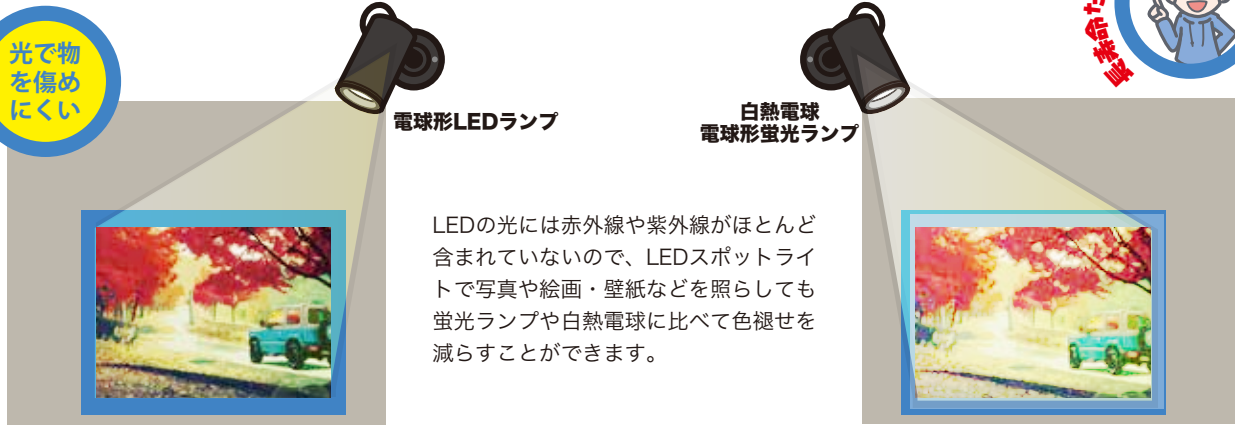 光で物
を傷め
にくい
電球形LEDランプ
白熱電球
電球形蛍光ランプ
長寿命だ
LEDの光には赤外線や紫外線がほとんど
含まれていないので、LEDスポットライ
トで写真や絵画・壁紙などを照らしても
蛍光ランプや白熱電球に比べて色褪せを
減らすことができます。